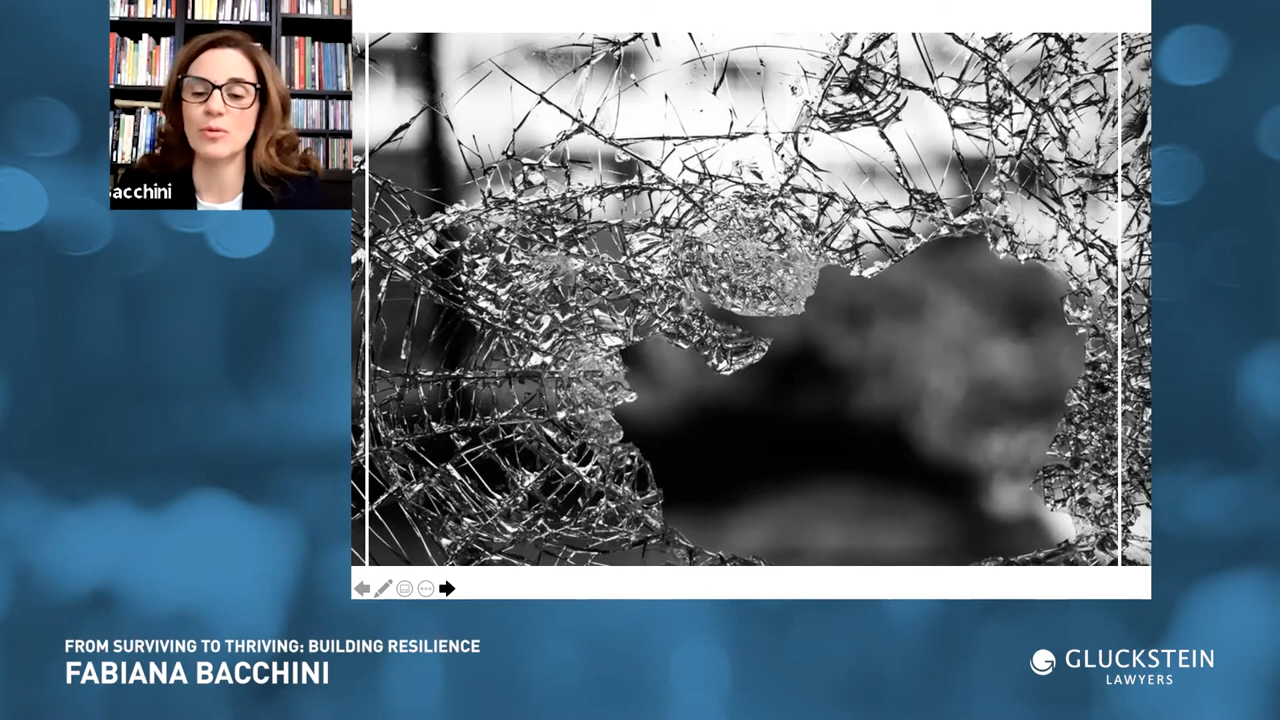 acchini
FROM SURVIVING TO THRIVING: BUILDING RESILIENCE
FABIANA BACCHINI
GLUCKSTEIN
LAWYERS